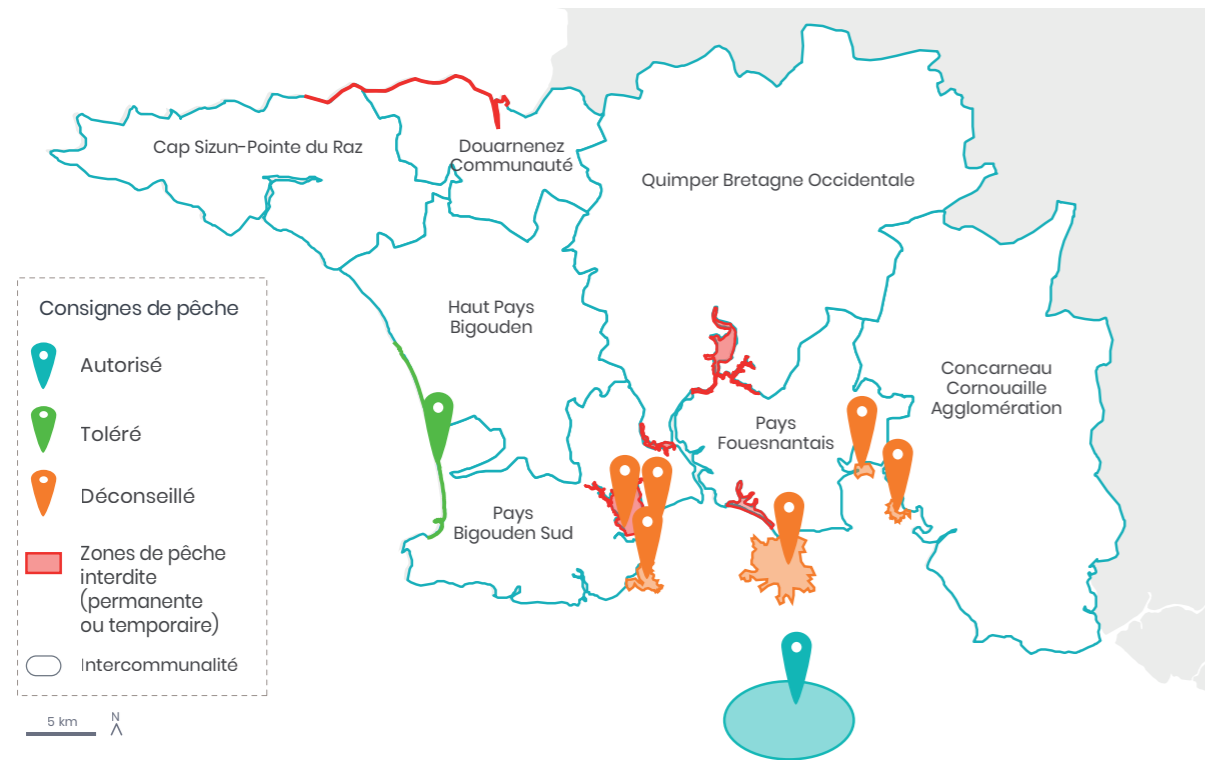 Cap Sizun-Pointe du Raz
Douarnenez
Communauté
Quimper Bretagne Occidentale
Haut Pays
Bigouden
Concarneau
Cornouaille
Agglomération
Pays
Fouesnantais
Pays
Bigouden Sud
Consignes de pêche
Autorisé
Toléré
Déconseillé
Zones de pêche
interdite
(permanente
ou temporaire)
Intercommunalité
5 km
N